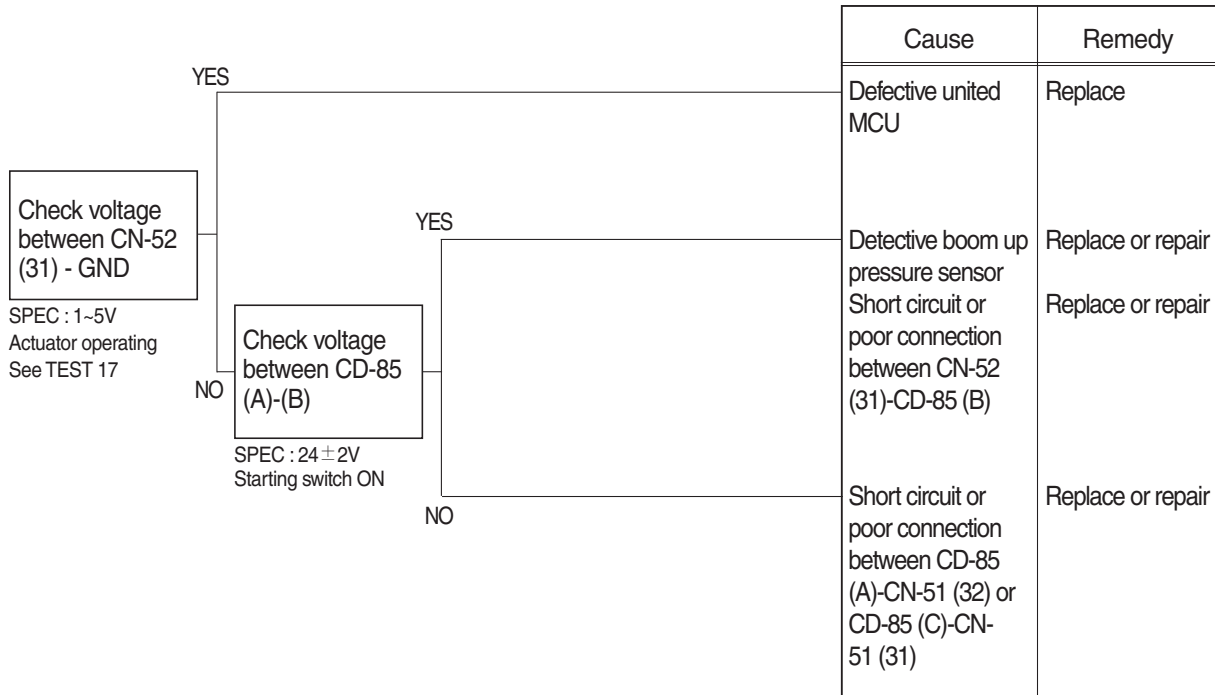 Cause
Remedy
YES
Defective united
MCU
Replace
Check voltage
between CN-52
(31) - GND
SPEC : 1~5V
Actuator operating
See TEST 17
NO
YES
Detective boom up
pressure sensor
Replace or repair
Short circuit or
poor connection
between CN-52
(31)-CD-85 (B)
Replace or repair
Check voltage
between CD-85
(A)-(B)
SPEC : 24±2V
Starting switch ON
NO
Short circuit or
poor connection
between CD-85
(A)-CN-51 (32) or
CD-85 (C)-CN-
51 (31)
Replace or repair